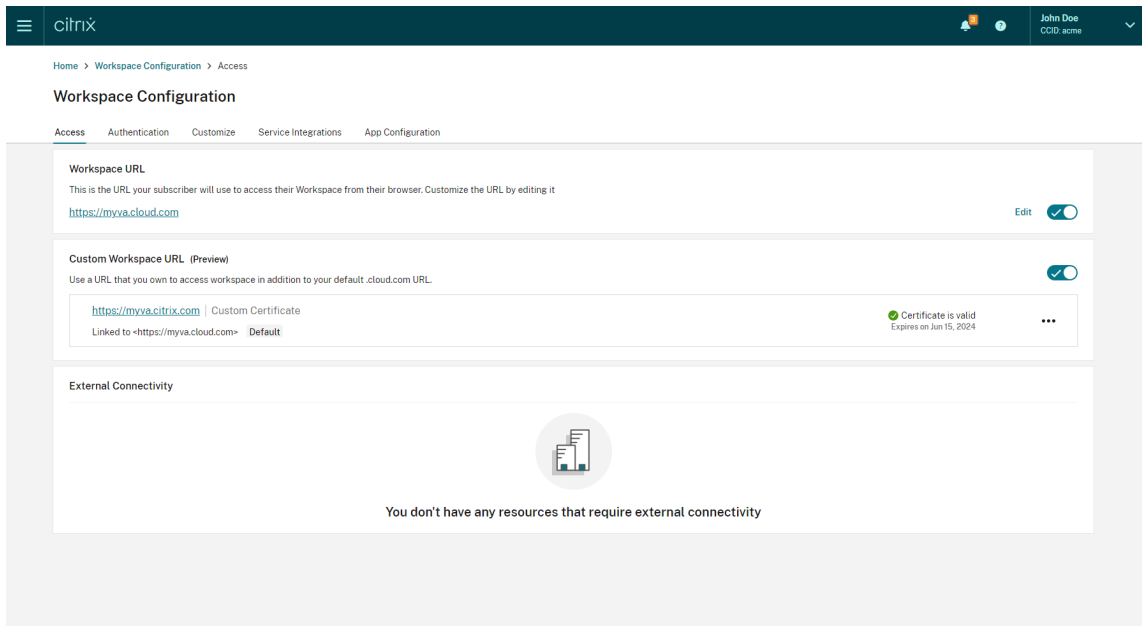 citrix
3
?
John Doe
CCID: acme
Home > Workspace Configuration > Access
Workspace Configuration
Access Authentication Customize Service Integrations App Configuration
Workspace URL
This is the URL your subscriber will use to access their Workspace from their browser. Customize the URL by editing it
https://myva.cloud.com
Edit
Custom Workspace URL (Preview)
Use a URL that you own to access workspace in addition to your default .cloud.com URL.
https://myva.citrix.com | Custom Certificate
Linked to <https://myva.cloud.com> Default
Certificate is valid
Expires on Jun 15, 2024
External Connectivity
You don't have any resources that require external connectivity